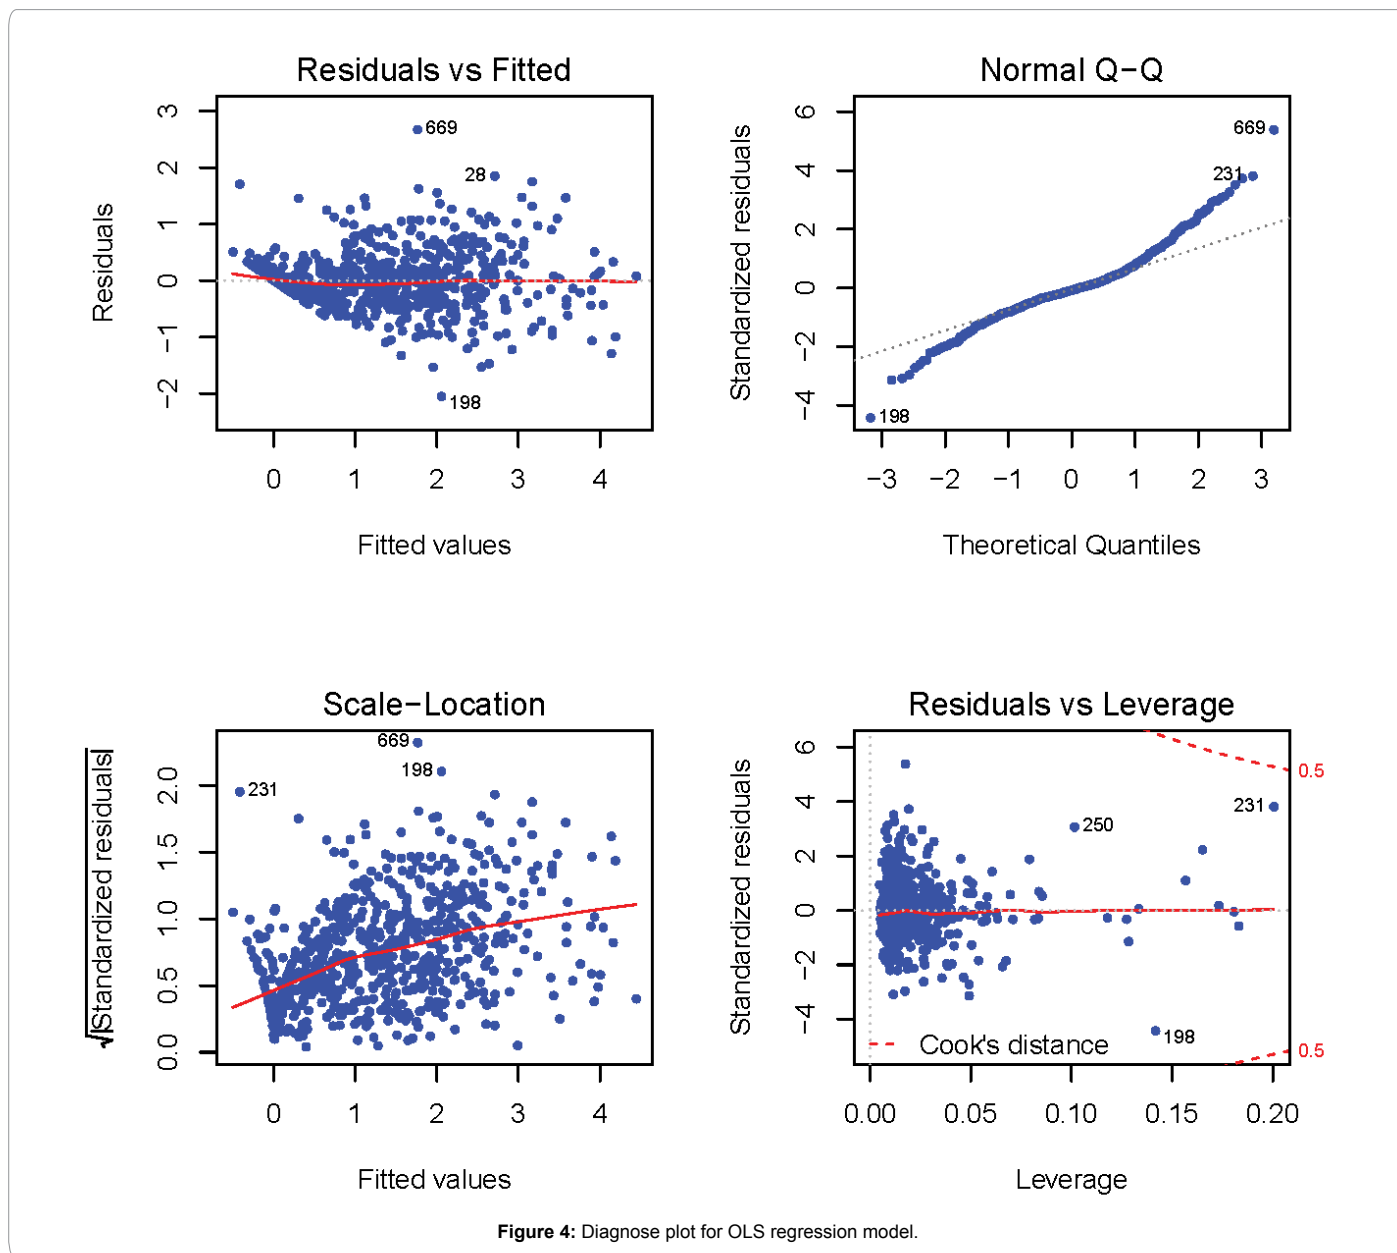 Residuals vs Fitted
3
2
1
0
−1
−2
Residuals
669
28
198
0 1 2 3 4
Fitted values
Normal Q−Q
6
4
2
0
−2
−4
Standardized residuals
669
231
198
−3 −2 −1 0 1 2 3
Theoretical Quantiles
Scale−Location
2.0
1.5
1.0
0.5
0.0
√|Standardized residuals|
669
198
231
0 1 2 3 4
Fitted values
Residuals vs Leverage
6
4
2
0
−2
−4
Standardized residuals
0.5
231
250
198
Cook's distance
0.5
0.00 0.05 0.10 0.15 0.20
Leverage
Figure 4: Diagnose plot for OLS regression model.